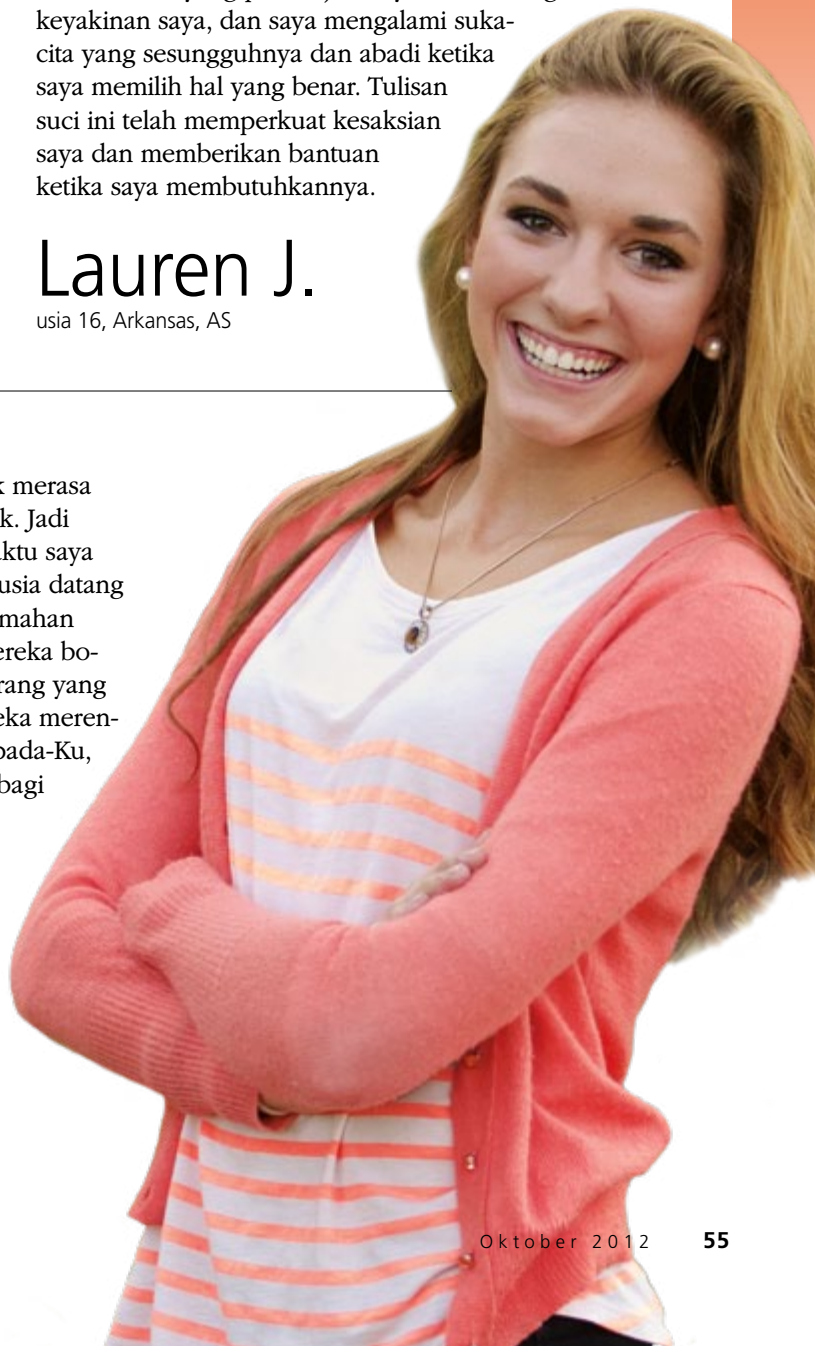 keyakinan saya, dan saya mengalami suka-
cita yang sesungguhnya dan abadi ketika
saya memilih hal yang benar. Tulisan
suci ini telah memperkuat kesaksian
saya dan memberikan bantuan
ketika saya membutuhkannya.
Lauren J.
usia 16, Arkansas, AS
merasa
Jadi
saya
datang
bo-
yang
meren-
bagi
Oktober 2012 55